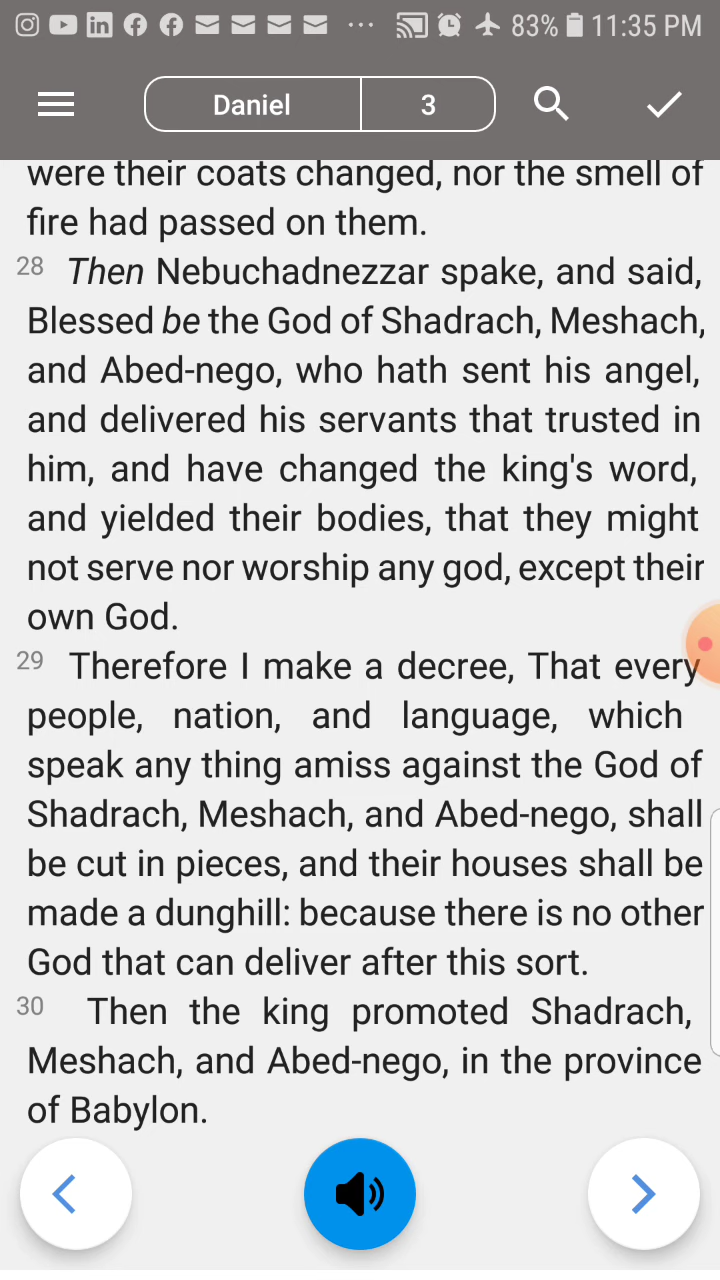 83% 11:35 PM
Daniel 3
were their coats changed, nor the smell of
fire had passed on them.
28 Then Nebuchadnezzar spake, and said,
Blessed be the God of Shadrach, Meshach,
and Abed-nego, who hath sent his angel,
and delivered his servants that trusted in
him, and have changed the king's word,
and yielded their bodies, that they might
not serve nor worship any god, except their
own God.
29 Therefore I make a decree, That every
people, nation, and language, which
speak any thing amiss against the God of
Shadrach, Meshach, and Abed-nego, shall
be cut in pieces, and their houses shall be
made a dunghill: because there is no other
God that can deliver after this sort.
30 Then the king promoted Shadrach,
Meshach, and Abed-nego, in the province
of Babylon.